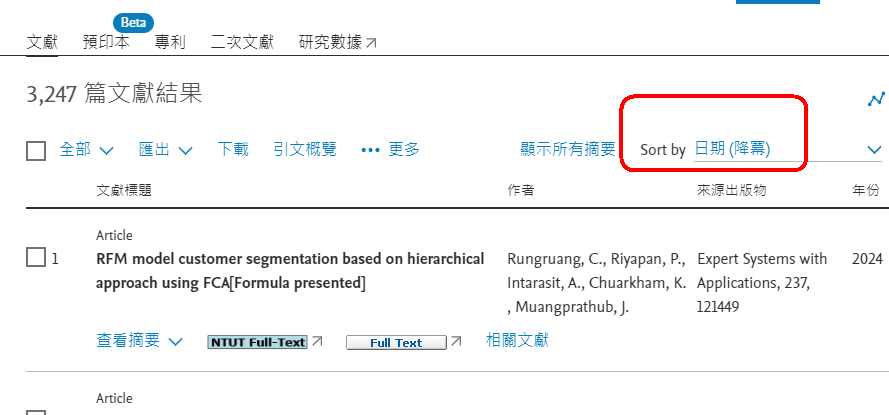 Beta
文獻 預印本 專利 二次文獻 研究數據
3,247 篇文獻結果
全部 匯出 下載 引文概覽 ••• 更多 顯示所有摘要 Sort by 日期 (降冪)
文獻標題 作者 來源出版物 年份
Article
1 RFM model customer segmentation based on hierarchical Rungruang, C., Riyapan, P., Expert Systems with 2024
approach using FCA[Formula presented] Intarasit, A., Chuarkham, K. Applications, 237,
, Muangprathub, J. 121449
查看摘要 NTUT Full-Text Full Text 相關文獻
Article